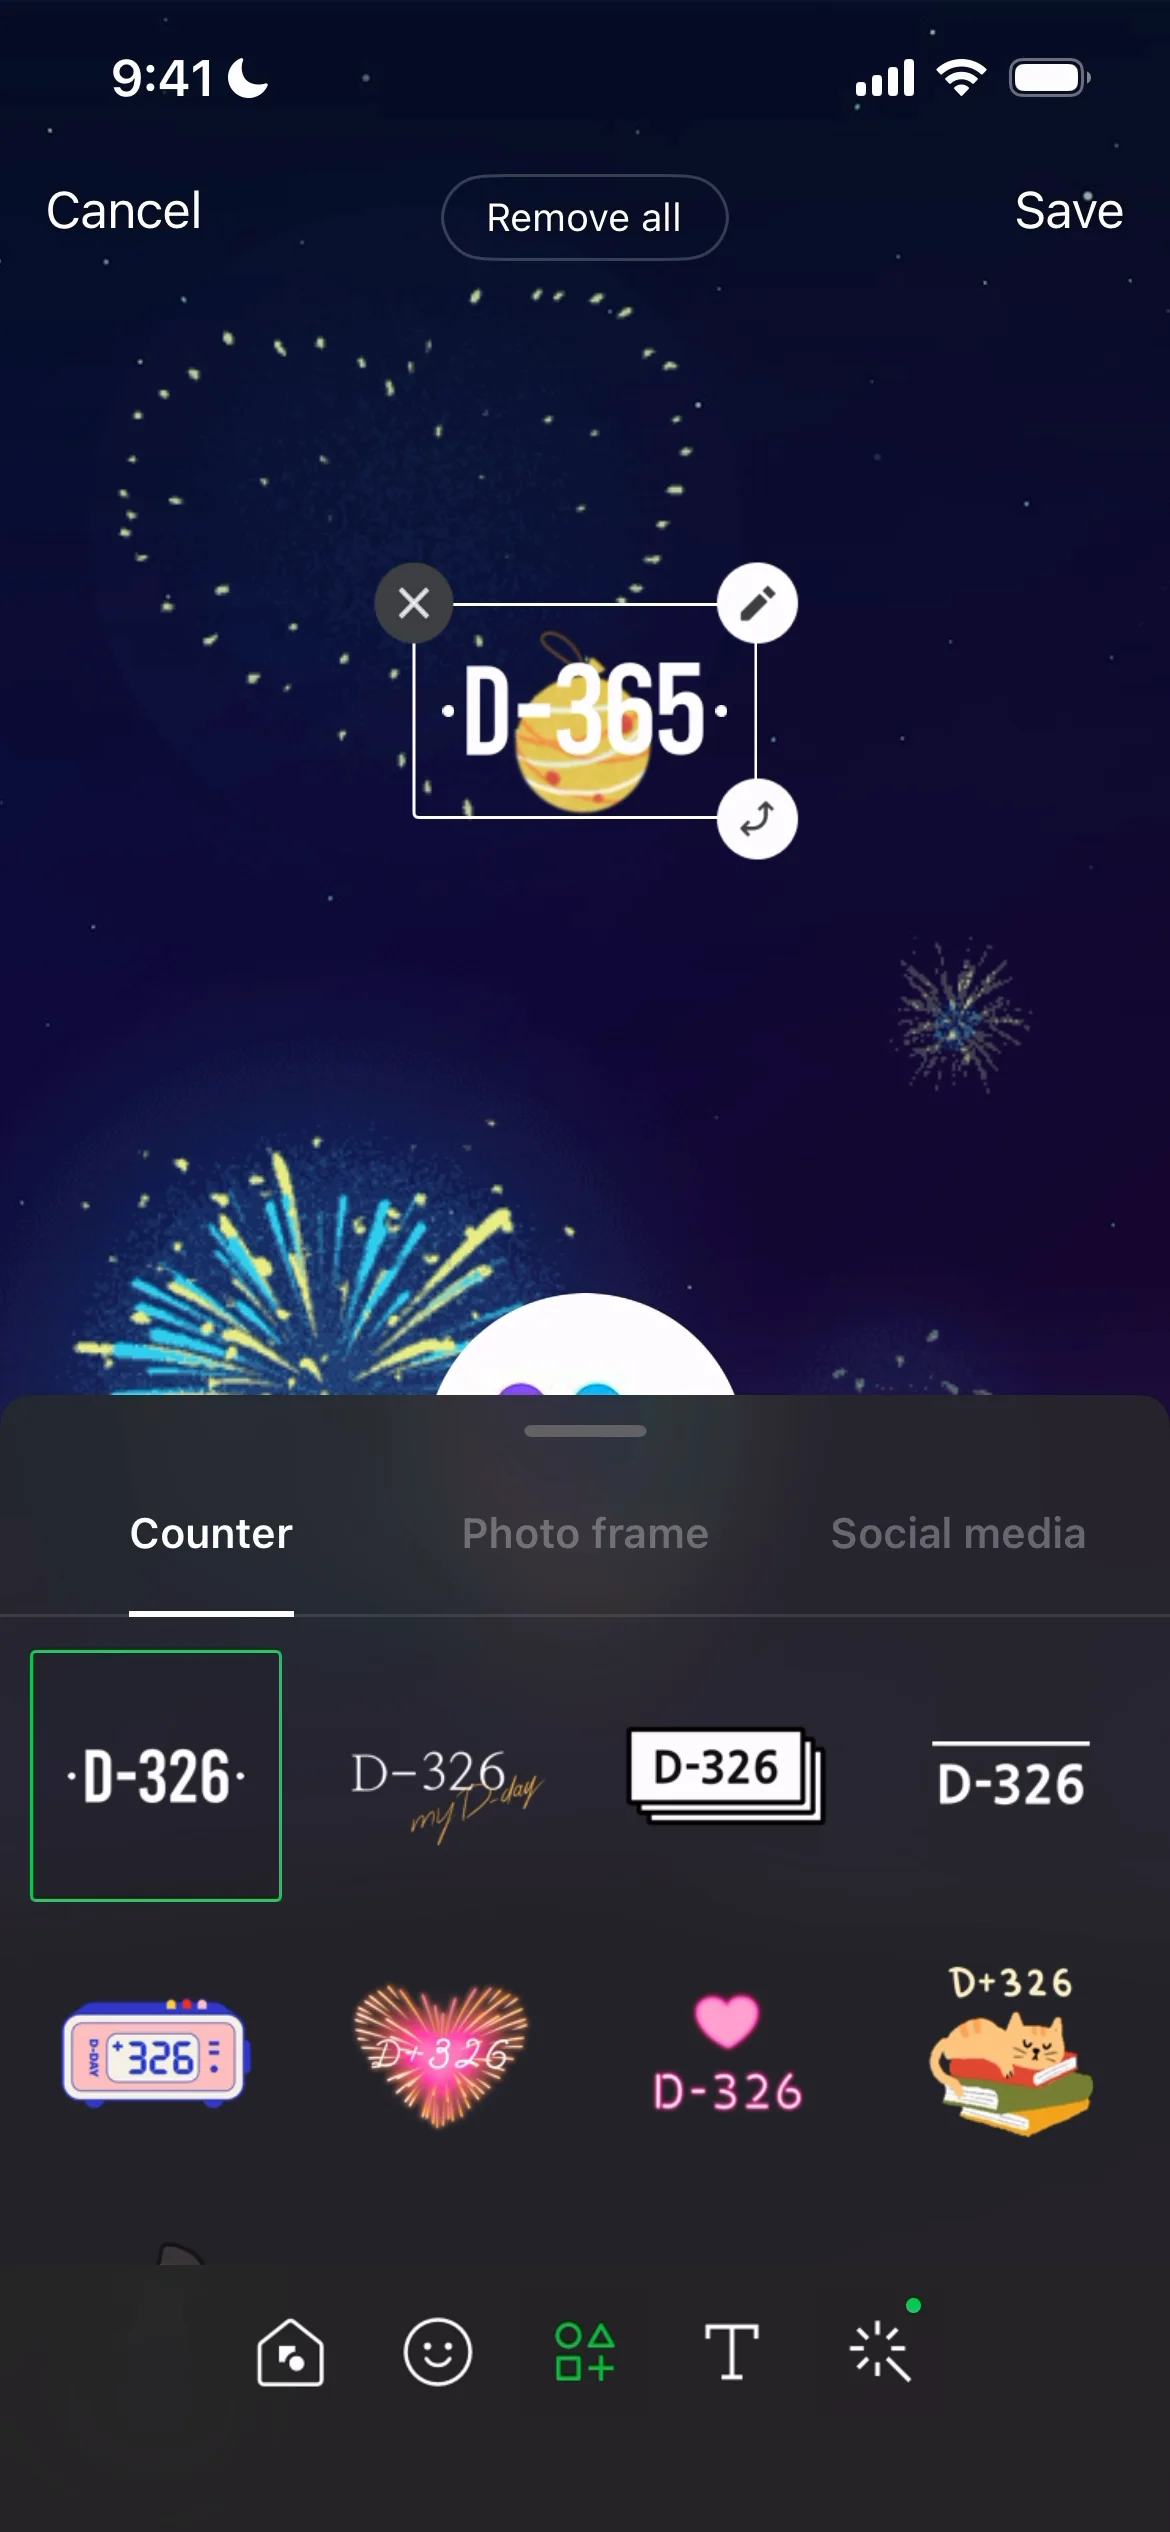 9:41
Cancel
Remove all
Save
·D-365·
Counter
Photo frame
Social media
·D-326·
D-326
my D-day
D-326
D-326
D-DAY
+326
D+326
D-326
D+326
T